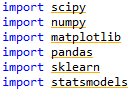 import scipy
import numpy
import matplotlib
import pandas
import sklearn
import statsmodels